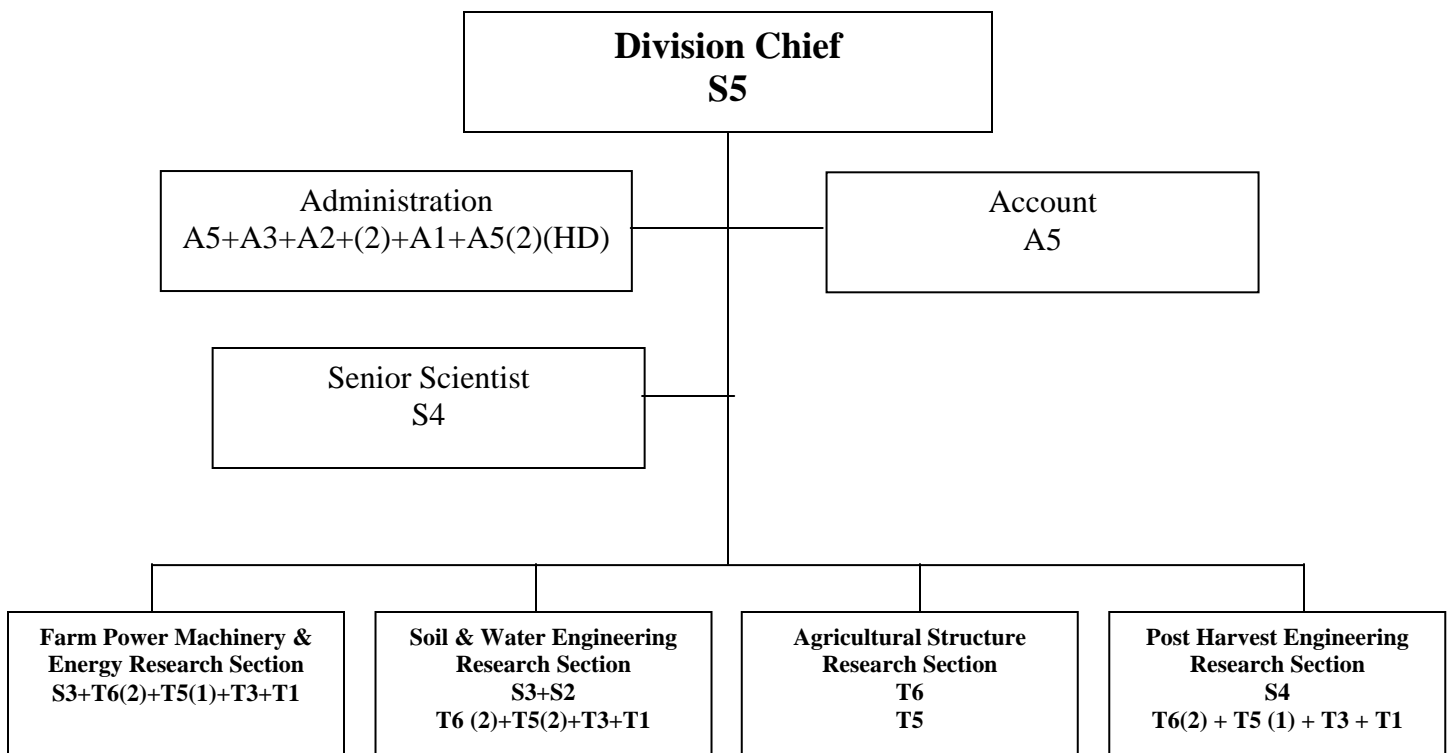 Division Chief
S5
Administration
A5+A3+A2+(2)+A1+A5(2)(HD)
Account
A5
Senior Scientist
S4
Farm Power Machinery &
Energy Research Section
S3+T6(2)+T5(1)+T3+T1
Soil & Water Engineering
Research Section
S3+S2
T6 (2)+T5(2)+T3+T1
Agricultural Structure
Research Section
T6
T5
Post Harvest Engineering
Research Section
S4
T6(2) + T5 (1) + T3 + T1